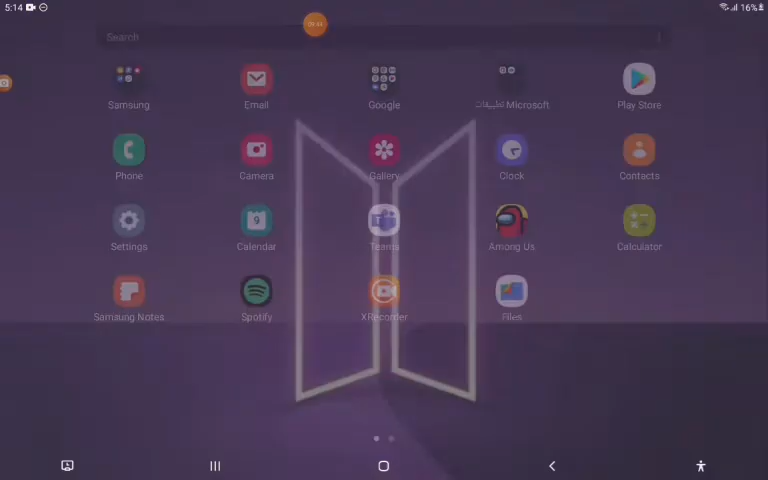 5:14
16%
Search
Samsung
Email
Google
Microsoft تطبيقات
Play Store
Phone
Camera
Gallery
Clock
Contacts
Settings
Calendar
9
Teams
Among Us
Calculator
Samsung Notes
Spotify
XRecorder
Files